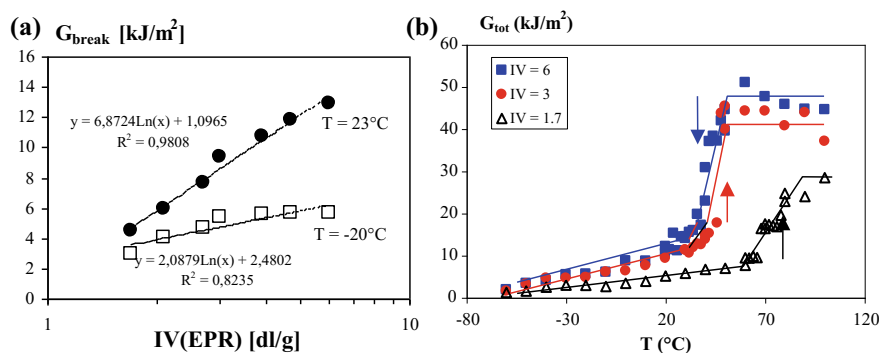 (a)
G_break [kJ/m²]
16
14
12
10
8
6
4
2
0
y = 6,8724Ln(x) + 1,0965
R² = 0,9808
T = 23°C
T = -20°C
y = 2,0879Ln(x) + 2,4802
R² = 0,8235
1
10
IV(EPR) [dl/g]
(b)
G_tot (kJ/m²)
60
50
40
30
20
10
0
IV = 6
IV = 3
IV = 1.7
-80
-30
20
70
120
T (°C)